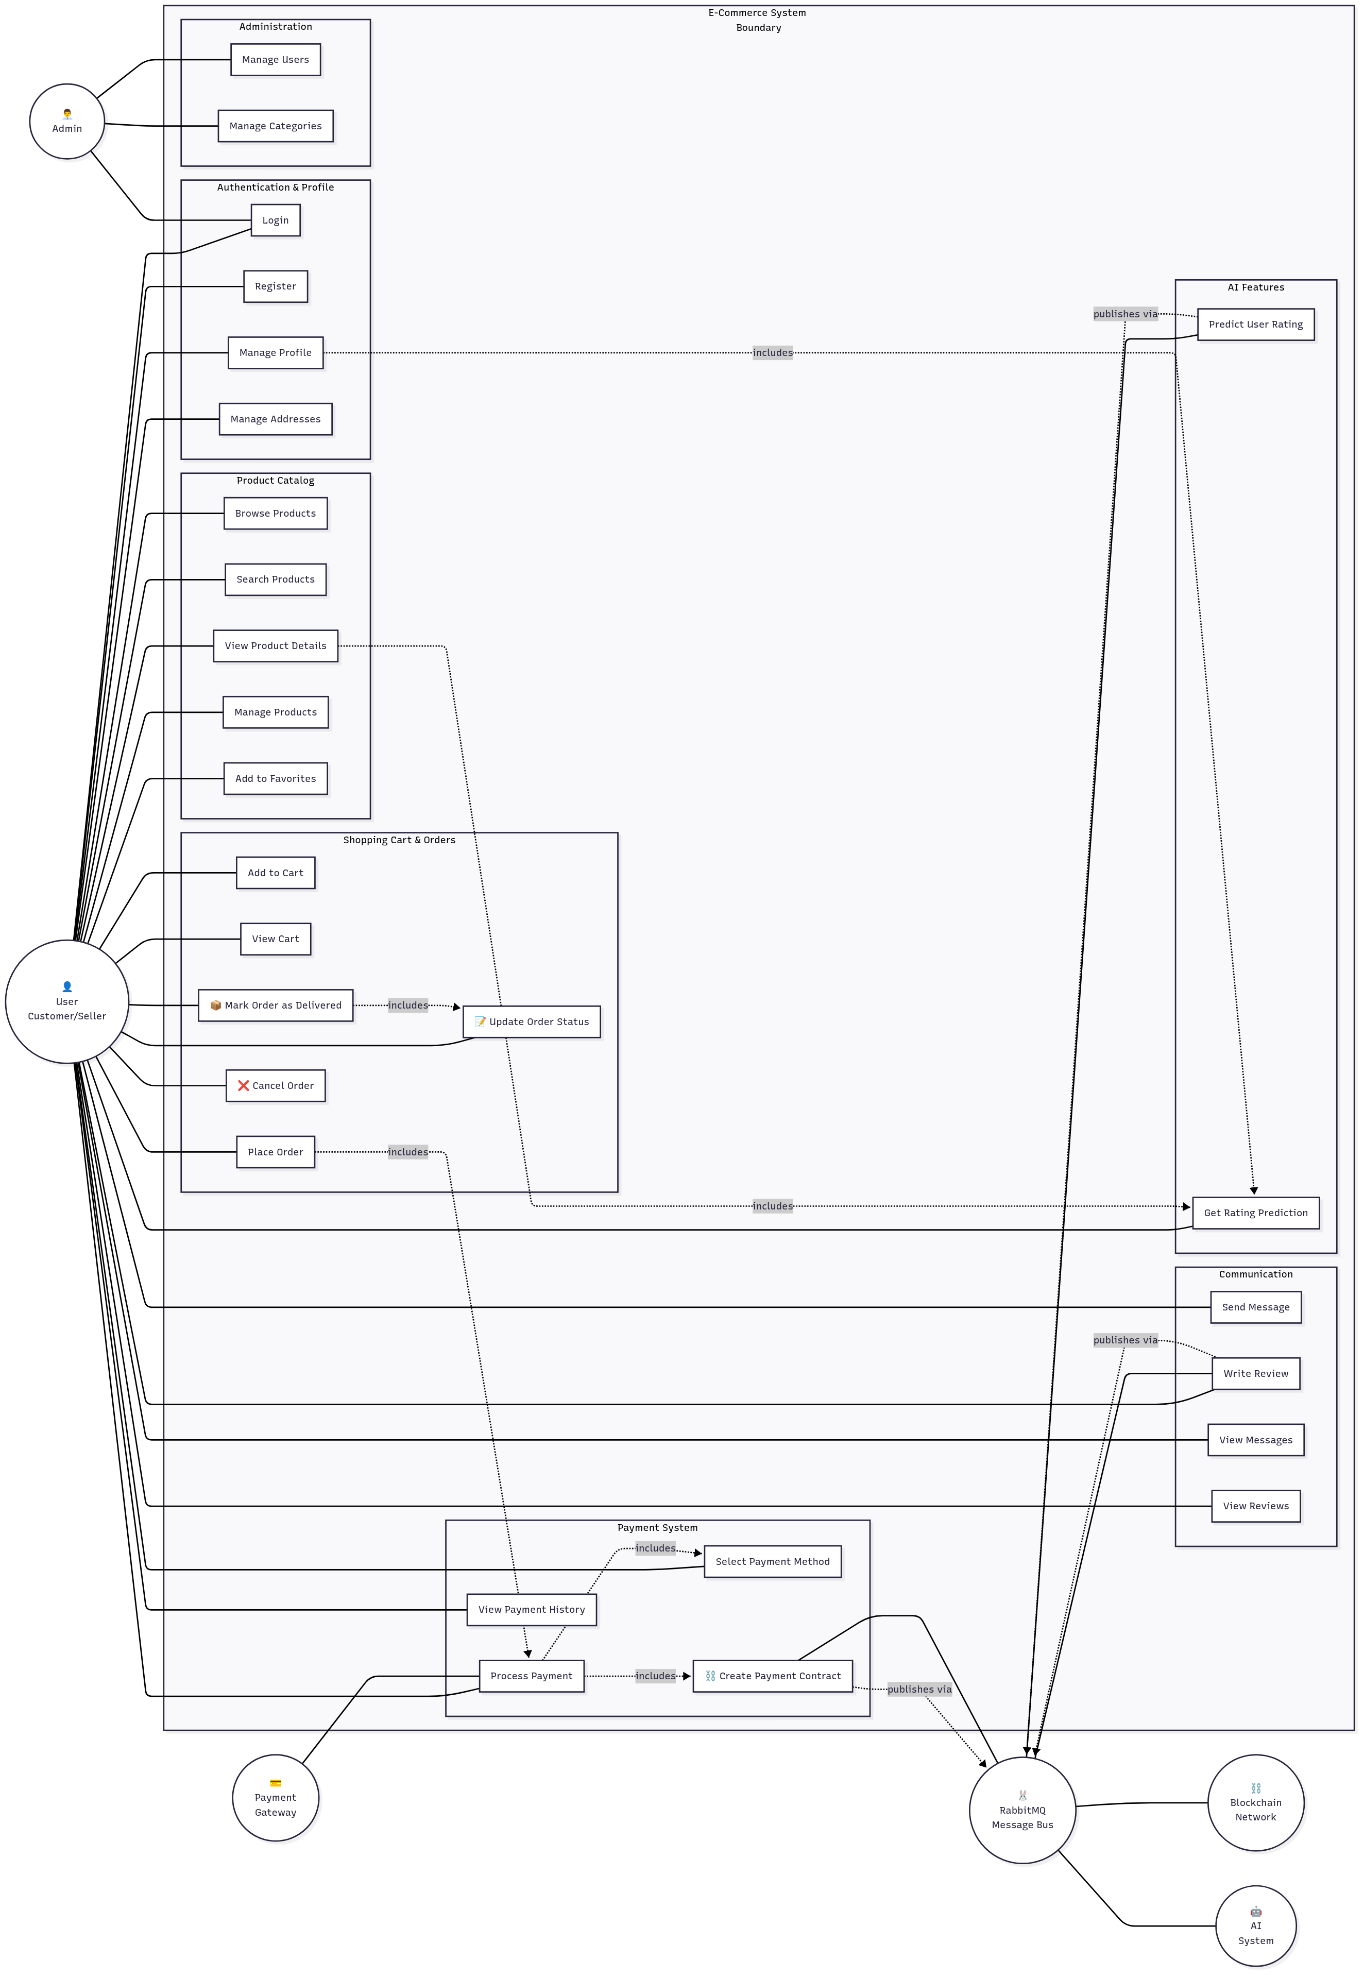 E-Commerce System
Boundary
Administration
Manage Users
Manage Categories
Admin
Authentication & Profile
Login
Register
Manage Profile
includes
Manage Addresses
AI Features
publishes via
Predict User Rating
Product Catalog
Browse Products
Search Products
View Product Details
Manage Products
Add to Favorites
Shopping Cart & Orders
Add to Cart
View Cart
User
Customer/Seller
Mark Order as Delivered
includes
Update Order Status
Cancel Order
Place Order
includes
includes
Get Rating Prediction
Communication
Send Message
publishes via
Write Review
View Messages
View Reviews
Payment System
includes
Select Payment Method
View Payment History
Process Payment
includes
Create Payment Contract
publishes via
Payment
Gateway
RabbitMQ
Message Bus
Blockchain
Network
AI
System